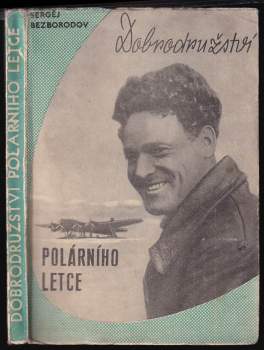 DOBRODRUŽSTVÍ POLÁRNÍHO LETCE
SERGĚJ
BEZBORODOV
Dobrodružství
POLÁRNÍHO
LETCE